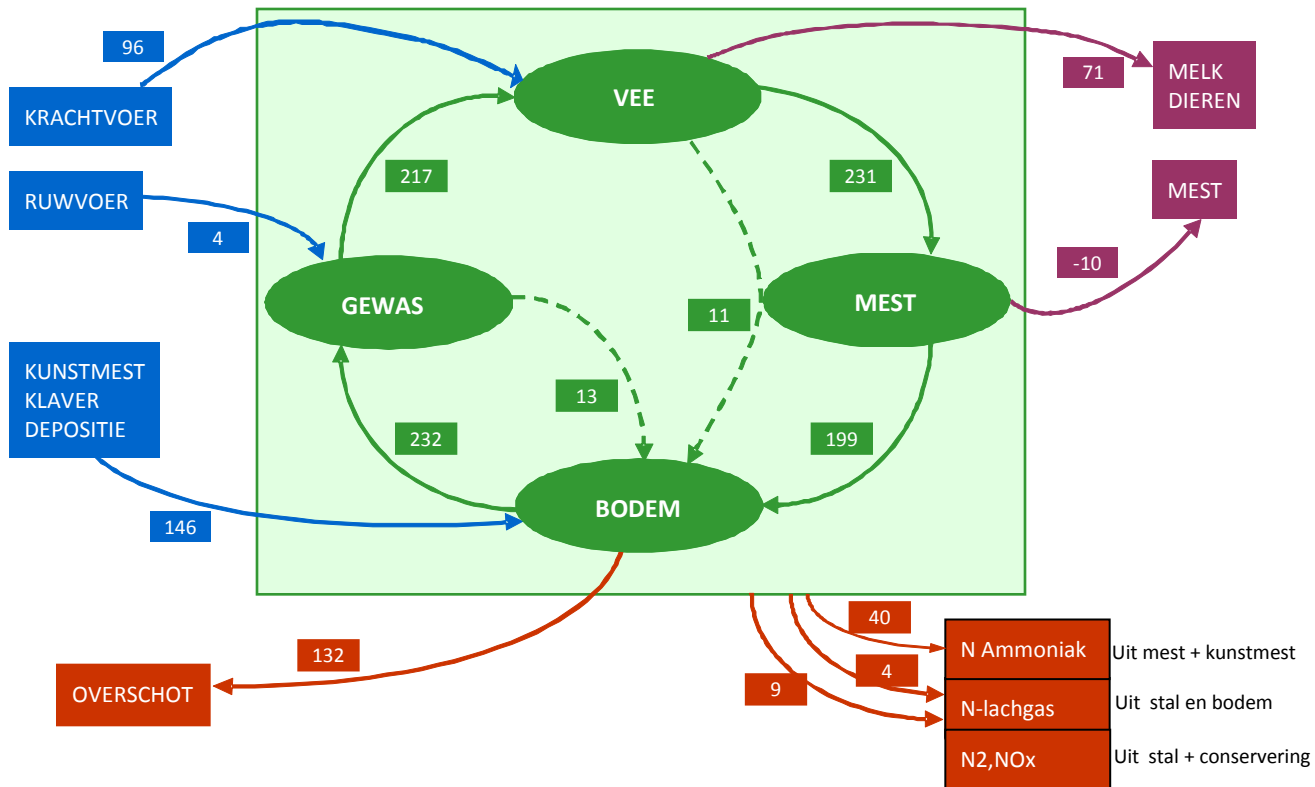 96
KRACHTVOER
VEE
71
MELK
DIEREN
217
231
RUWVOER
4
MEST
-10
GEWAS
MEST
11
13
KUNSTMEST
KLAVER
DEPOSITIE
232
199
BODEM
146
132
OVERSCHOT
40
4
9
N Ammoniak
Uit mest + kunstmest
N-lachgas
Uit stal en bodem
N2,NOx
Uit stal + conservering